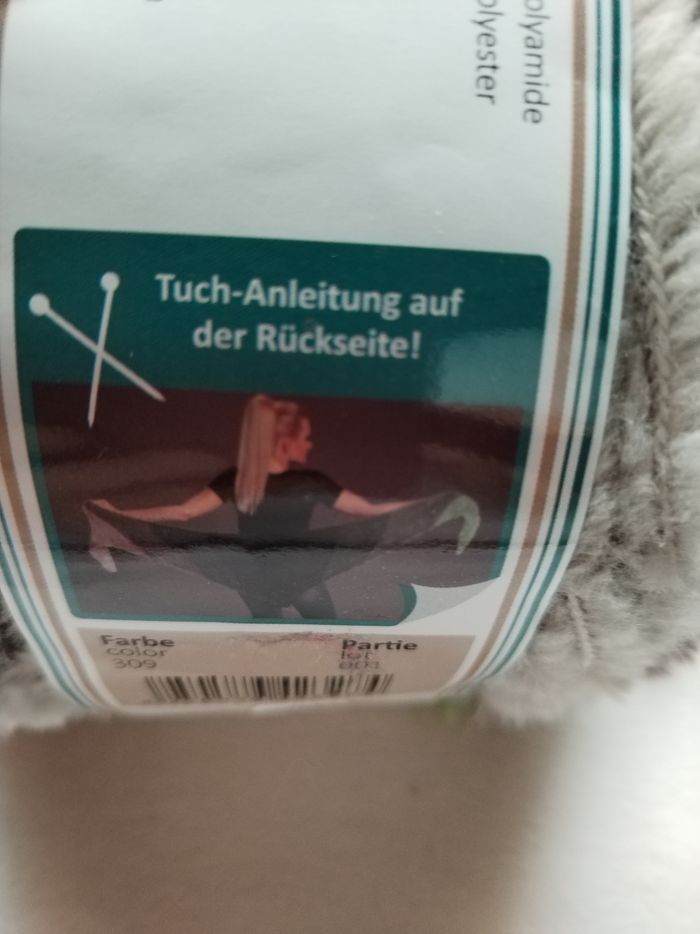 olyamide
olyester
Tuch-Anleitung auf
der Rückseite!
Farbe
color
309
Partie
lot